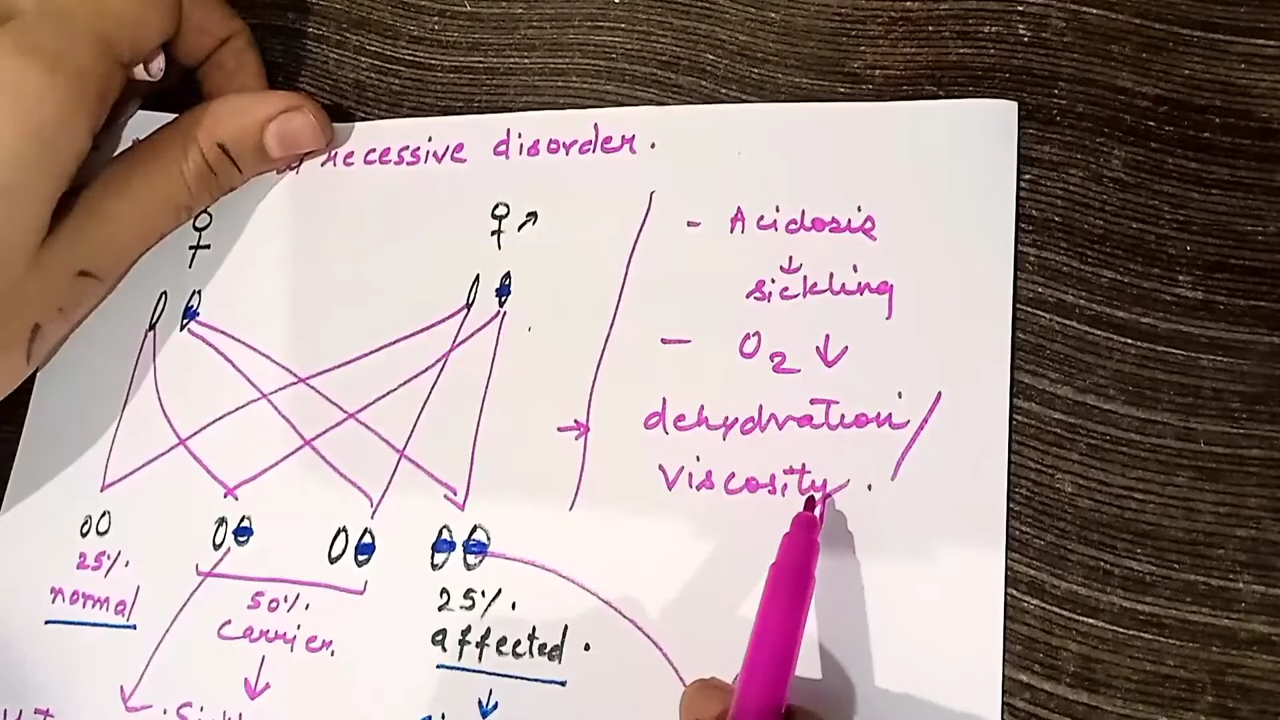 recessive disorder.
- Acidosis
sickling
- O2 ↓
dehydration/
viscosity.
25%.
normal
50%.
carrier.
25%.
affected.